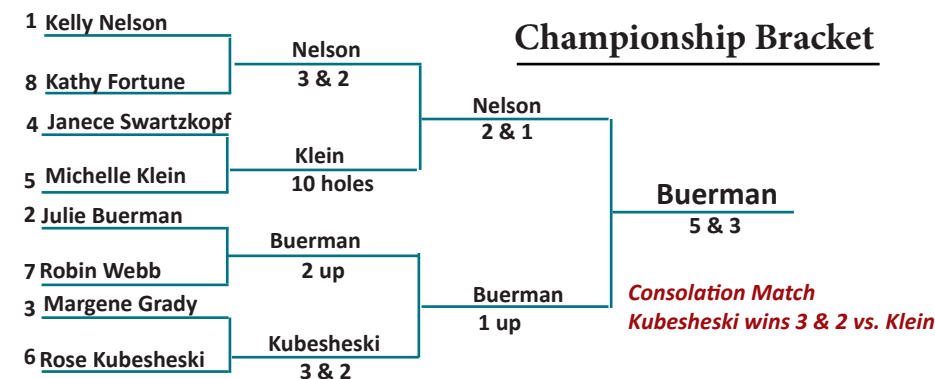 Championship Bracket
1 Kelly Nelson
8 Kathy Fortune
4 Janece Swartzkopf
5 Michelle Klein
2 Julie Buerman
7 Robin Webb
3 Margene Grady
6 Rose Kubesheski
Nelson
3 & 2
Klein
10 holes
Buerman
2 up
Kubesheski
3 & 2
Nelson
2 & 1
Buerman
1 up
Buerman
5 & 3
Consolation Match
Kubesheski wins 3 & 2 vs. Klein